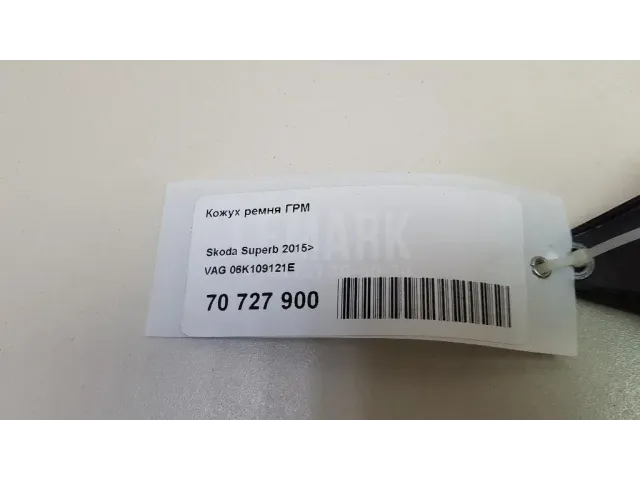 Кожух ремня ГРМ
Skoda Superb 2015>
VAG 06K109121E
70 727 900